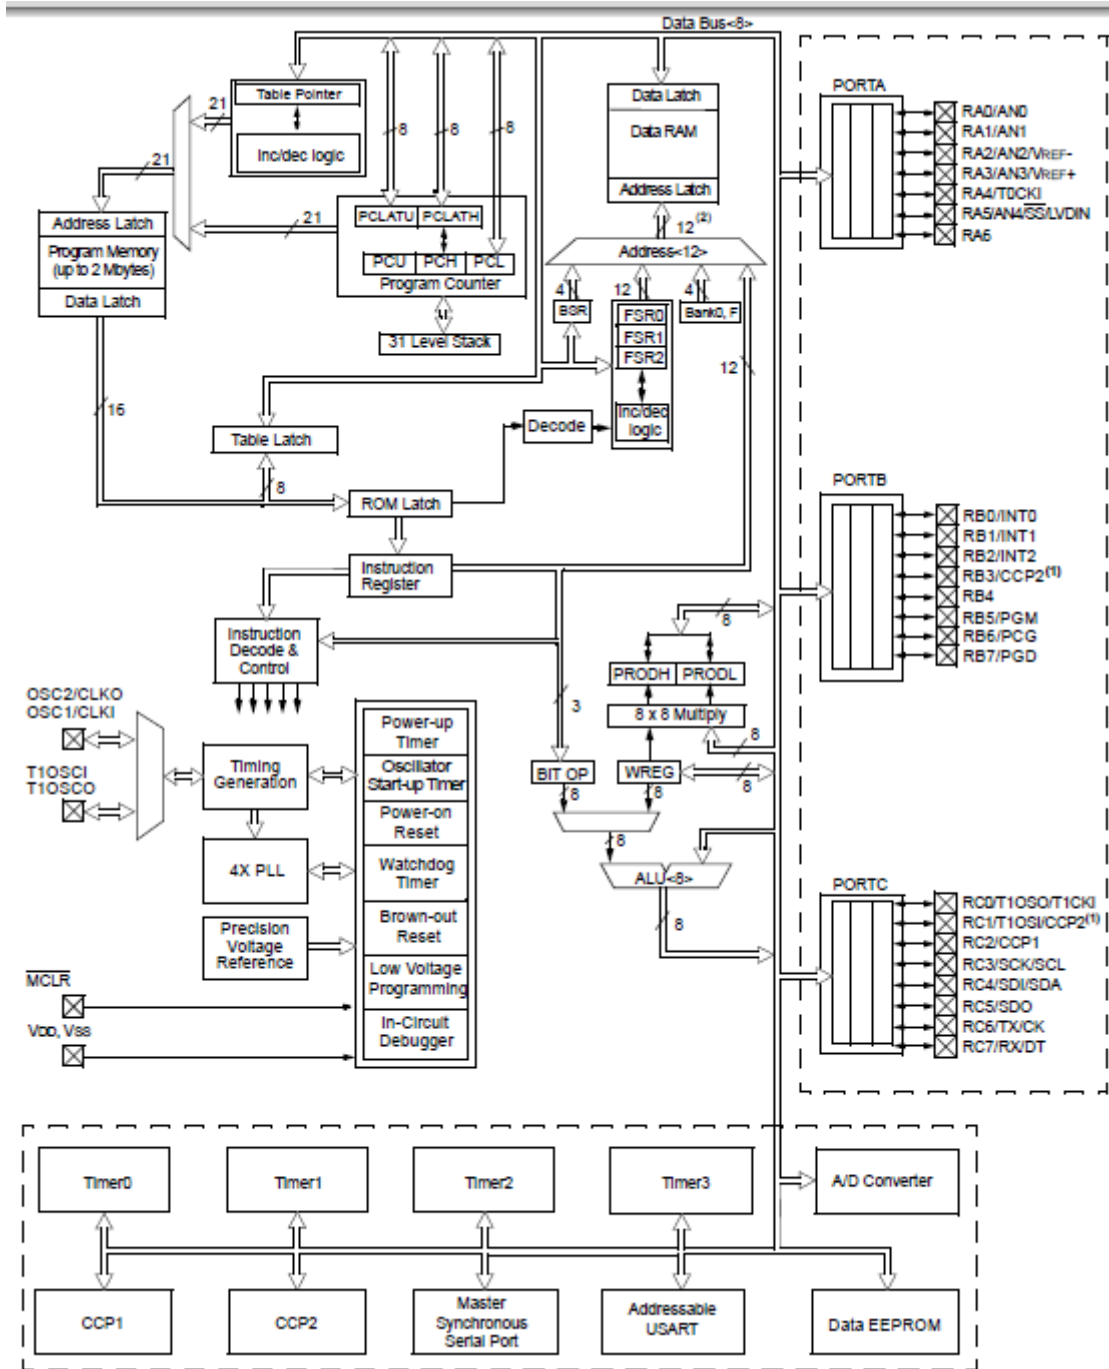 Data Bus<8>
Table Pointer
Inc/dec logic
21
21
21
8
8
8
PCLATU
PCLATH
PCU
PCH
PCL
Program Counter
31 Level Stack
Address Latch
Program Memory
(up to 2 Mbytes)
Data Latch
16
Data Latch
Data RAM
Address Latch
12(2)
Address<12>
4
12
4
BSR
FSR0
FSR1
FSR2
Bank0, F
12
Inc/dec
logic
Decode
Table Latch
8
ROM Latch
Instruction
Register
Instruction
Decode &
Control
8
PRODH
PRODL
8 x 8 Multiply
3
8
BIT OP
WREG
8
8
8
8
ALU<8>
8
OSC2/CLKO
OSC1/CLKI
T1OSCI
T1OSCO
Timing
Generation
4X PLL
Precision
Voltage
Reference
MCLR
VDD, VSS
Power-up
Timer
Oscillator
Start-up Timer
Power-on
Reset
Watchdog
Timer
Brown-out
Reset
Low Voltage
Programming
In-Circuit
Debugger
PORTA
RA0/AN0
RA1/AN1
RA2/AN2/VREF-
RA3/AN3/VREF+
RA4/T0CKI
RA5/AN4/SS/LVDIN
RA6
PORTB
RB0/INT0
RB1/INT1
RB2/INT2
RB3/CCP2(1)
RB4
RB5/PGM
RB6/PCG
RB7/PGD
PORTC
RC0/T1OSO/T1CKI
RC1/T1OSI/CCP2(1)
RC2/CCP1
RC3/SCK/SCL
RC4/SDI/SDA
RC5/SDO
RC6/TX/CK
RC7/RX/DT
Timer0
Timer1
Timer2
Timer3
A/D Converter
CCP1
CCP2
Master
Synchronous
Serial Port
Addressable
USART
Data EEPROM